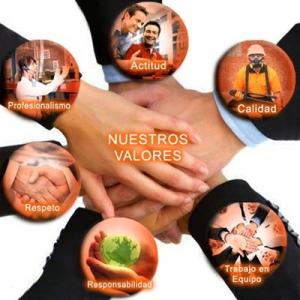 Actitud
Profesionalismo
Calidad
NUESTROS
VALORES
Respeto
Trabajo en
Equipo
Responsabilidad